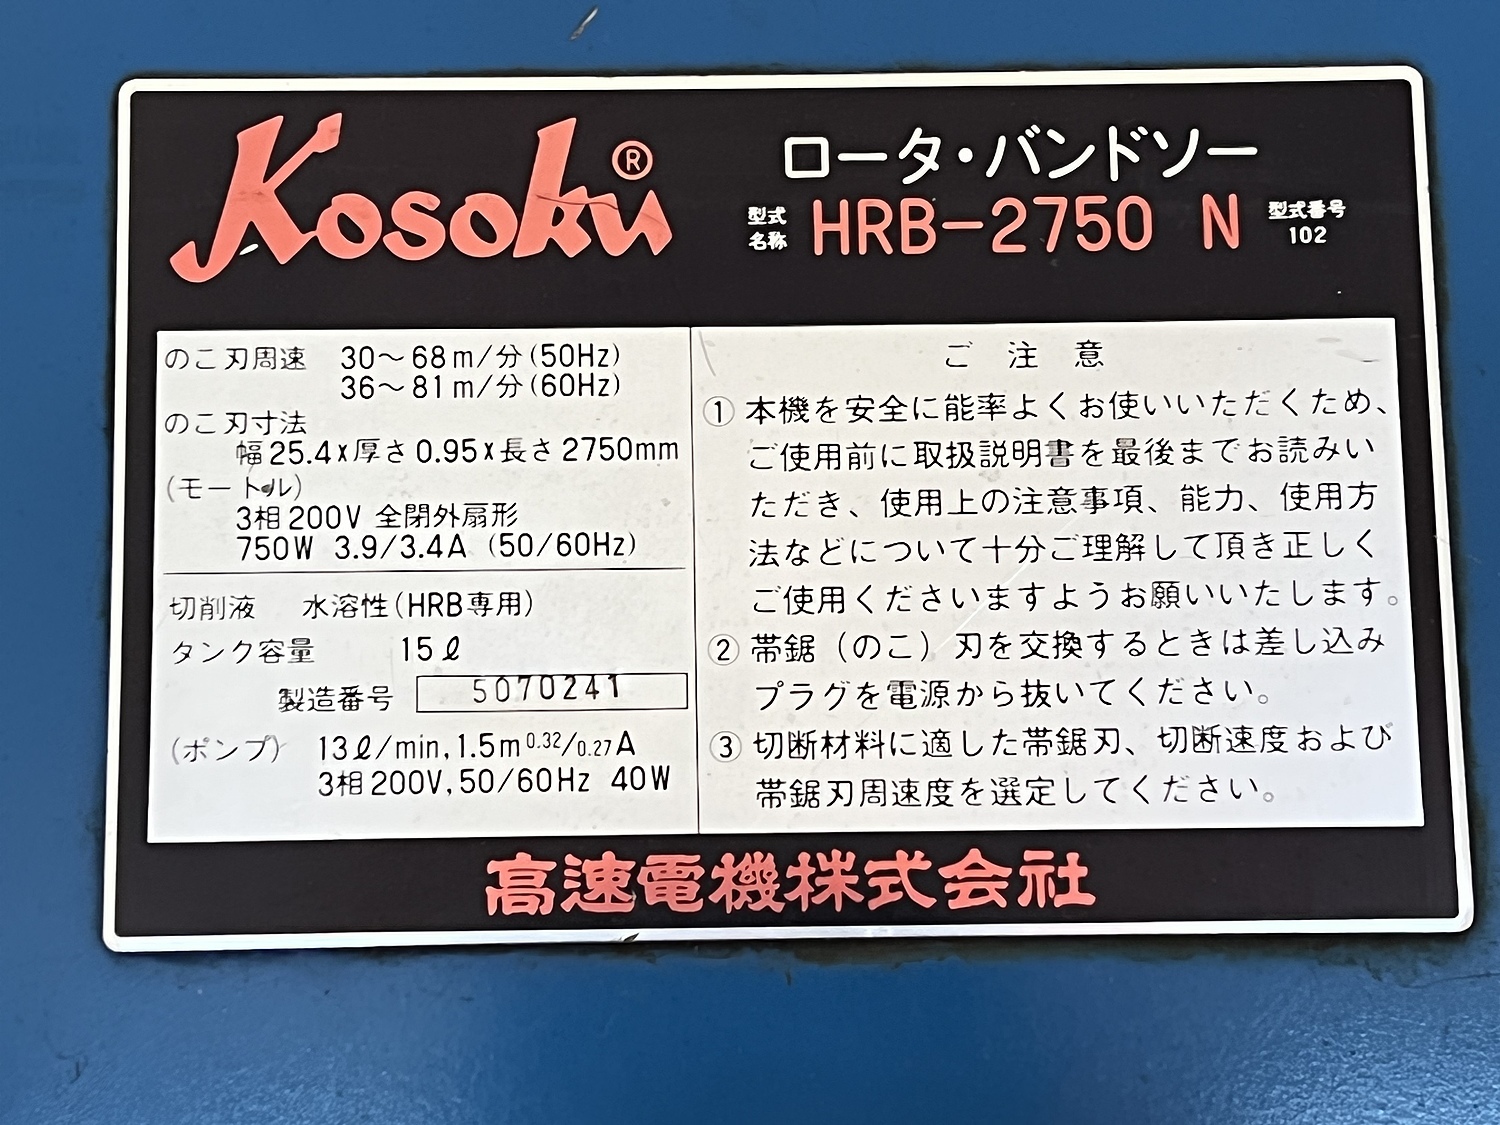 Kosoku®
ロータ・バンドソー
型式名称 HRB-2750 N 型式番号 102
のこ刃周速 30～68m/分(50Hz)
36～81m/分(60Hz)
のこ刃寸法
幅25.4x厚さ0.95x長さ2750mm
(モートル)
3相200V 全閉外扇形
750W 3.9/3.4A (50/60Hz)
切削液 水溶性(HRB専用)
タンク容量 15ℓ
製造番号 5070241
(ポンプ) 13ℓ/min,1.5m 0.32/0.27A
3相200V,50/60Hz 40W
ご注意
① 本機を安全に能率よくお使いいただくため、
ご使用前に取扱説明書を最後までお読みい
ただき、使用上の注意事項、能力、使用方
法などについて十分ご理解して頂き正しく
ご使用くださいますようお願いいたします。
② 帯鋸（のこ）刃を交換するときは差し込み
プラグを電源から抜いてください。
③ 切断材料に適した帯鋸刃、切断速度および
帯鋸刃周速度を選定してください。
高速電機株式会社